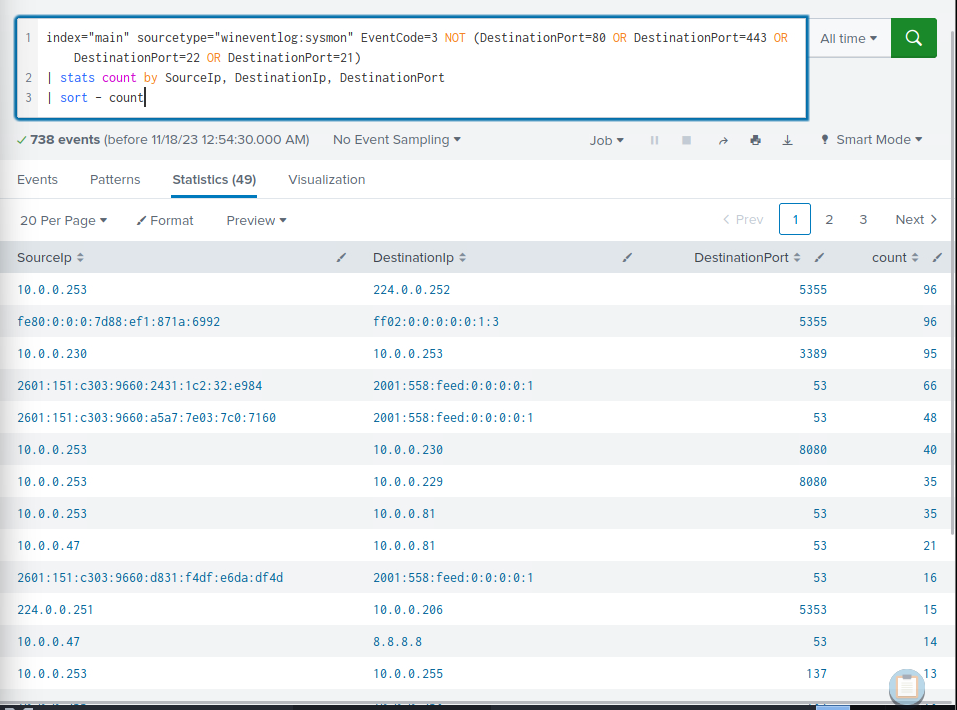 1 index="main" sourcetype="wineventlog:sysmon" EventCode=3 NOT (DestinationPort=80 OR DestinationPort=443 OR
DestinationPort=22 OR DestinationPort=21)
2 | stats count by SourceIp, DestinationIp, DestinationPort
3 | sort - count
All time
738 events (before 11/18/23 12:54:30.000 AM) No Event Sampling Job Smart Mode
Events Patterns Statistics (49) Visualization
20 Per Page Format Preview < Prev 1 2 3 Next >
SourceIp DestinationIp DestinationPort count
10.0.0.253 224.0.0.252 5355 96
fe80:0:0:0:7d88:ef1:871a:6992 ff02:0:0:0:0:0:1:3 5355 96
10.0.0.230 10.0.0.253 3389 95
2601:151:c303:9660:2431:1c2:32:e984 2001:558:feed:0:0:0:0:1 53 66
2601:151:c303:9660:a5a7:7e03:7c0:7160 2001:558:feed:0:0:0:0:1 53 48
10.0.0.253 10.0.0.230 8080 40
10.0.0.253 10.0.0.229 8080 35
10.0.0.253 10.0.0.81 53 35
10.0.0.47 10.0.0.81 53 21
2601:151:c303:9660:d831:f4df:e6da:df4d 2001:558:feed:0:0:0:0:1 53 16
224.0.0.251 10.0.0.206 5353 15
10.0.0.47 8.8.8.8 53 14
10.0.0.253 10.0.0.255 137 13